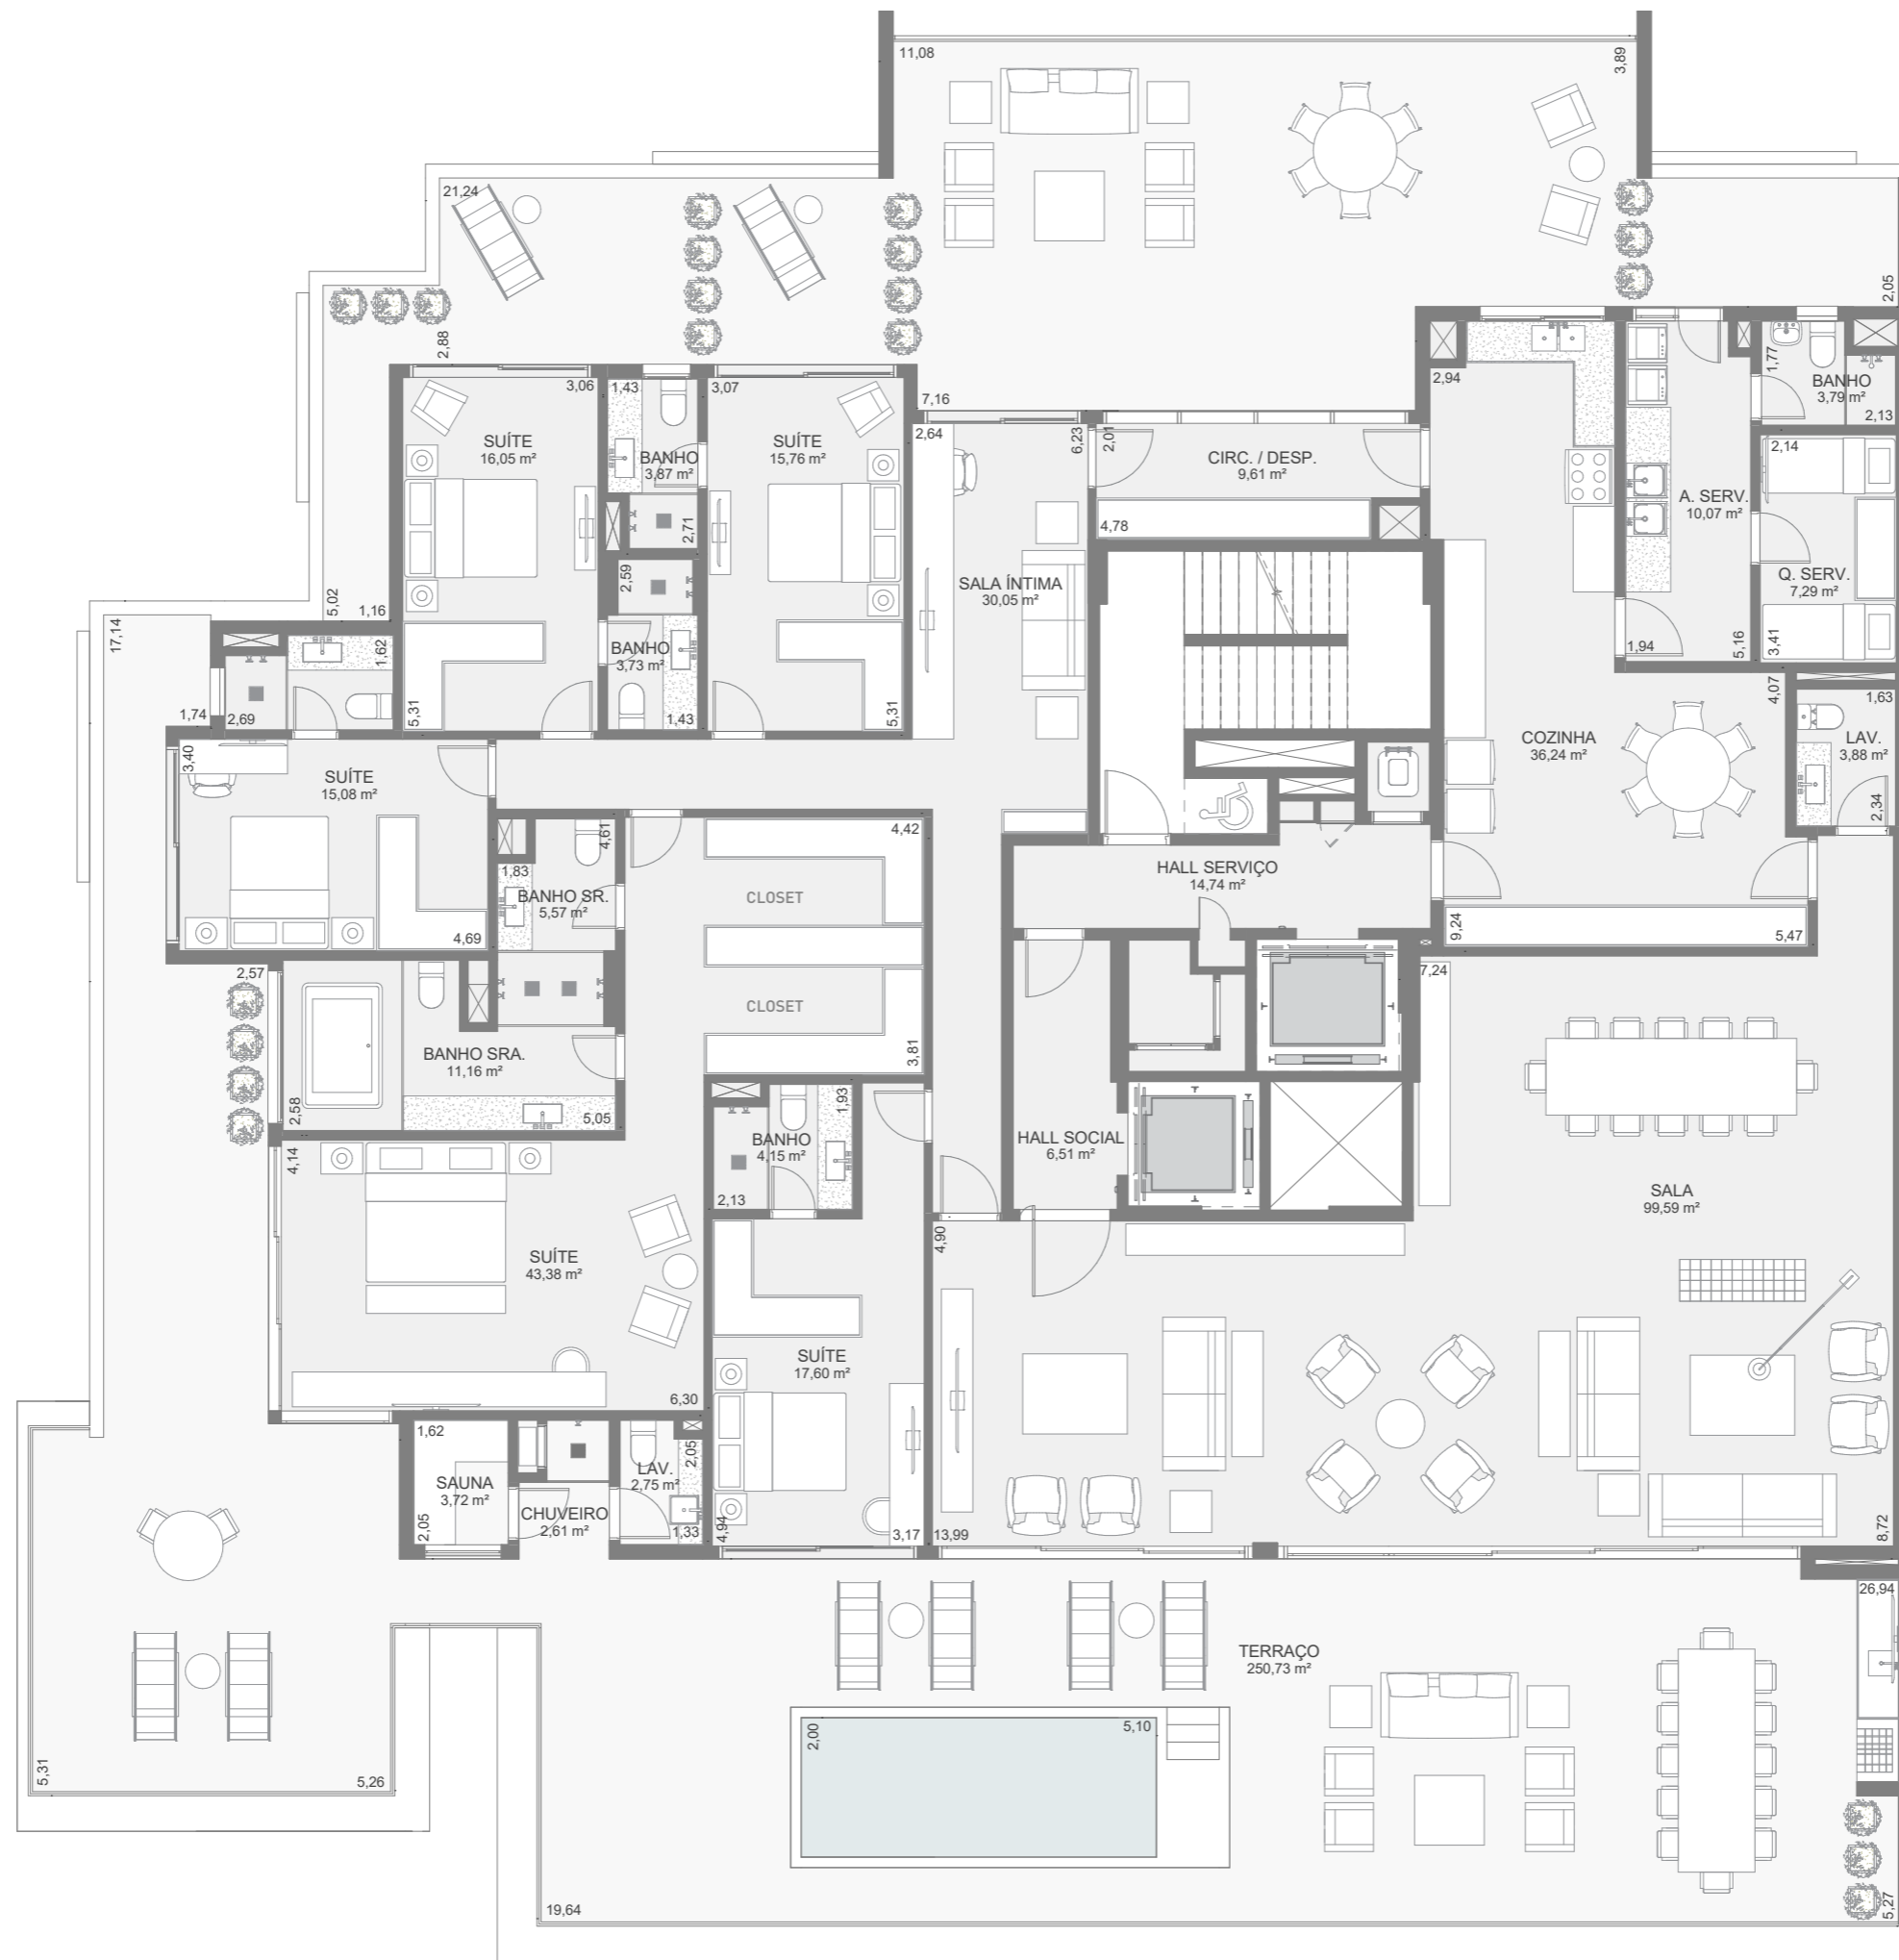 11,08
3,89
21,24
2,05
2,88
7,16
3,06
1,43
3,07
2,64
6,23
2,01
2,94
1,77
BANHO
3,79 m²
2,13
SUÍTE
16,05 m²
BANHO
3,87 m²
SUÍTE
15,76 m²
CIRC. / DESP.
9,61 m²
2,14
A. SERV.
10,07 m²
2,71
4,78
2,59
SALA ÍNTIMA
30,05 m²
Q. SERV.
7,29 m²
5,02
1,16
17,14
1,62
BANHO
3,73 m²
1,94
5,16
3,41
1,74
2,69
5,31
1,43
5,31
4,07
1,63
3,40
SUÍTE
15,08 m²
COZINHA
36,24 m²
LAV.
3,88 m²
2,34
4,61
4,42
1,83
HALL SERVIÇO
14,74 m²
BANHO SR.
5,57 m²
CLOSET
4,69
9,24
5,47
2,57
7,24
CLOSET
BANHO SRA.
11,16 m²
3,81
2,58
5,05
1,93
4,14
BANHO
4,15 m²
HALL SOCIAL
6,51 m²
2,13
SALA
99,59 m²
4,90
SUÍTE
43,38 m²
SUÍTE
17,60 m²
6,30
1,62
2,05
SAUNA
3,72 m²
LAV.
2,75 m²
CHUVEIRO
2,61 m²
2,05
1,33
4,94
3,17
13,99
8,72
26,94
TERRAÇO
250,73 m²
2,00
5,10
5,31
5,26
19,64
5,27